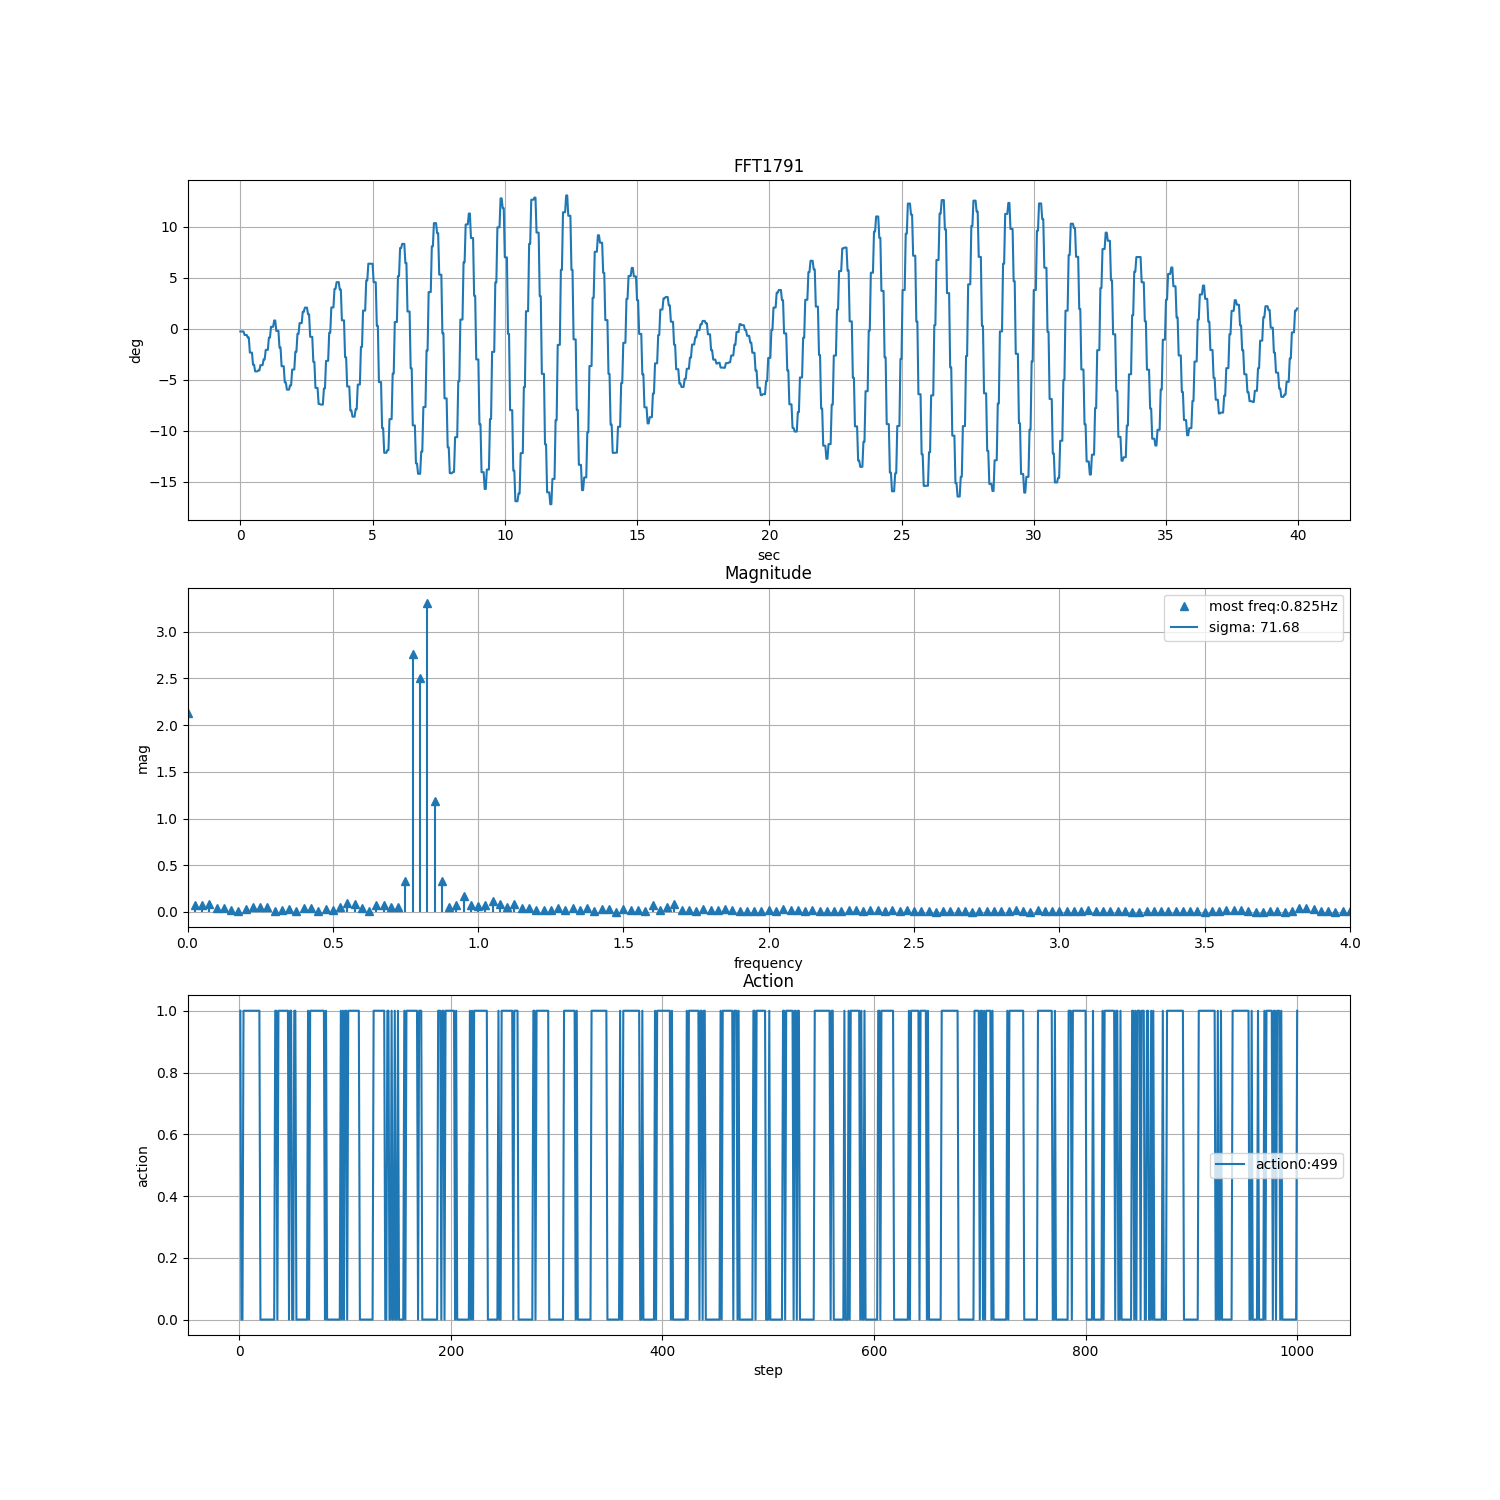 FFT1791
10
5
0
−5
−10
−15
deg
0 5 10 15 20 25 30 35 40
sec
Magnitude
most freq:0.825Hz
sigma: 71.68
3.0
2.5
2.0
1.5
1.0
0.5
0.0
mag
0.0 0.5 1.0 1.5 2.0 2.5 3.0 3.5 4.0
frequency
Action
1.0
0.8
0.6
0.4
0.2
0.0
action
action0:499
0 200 400 600 800 1000
step